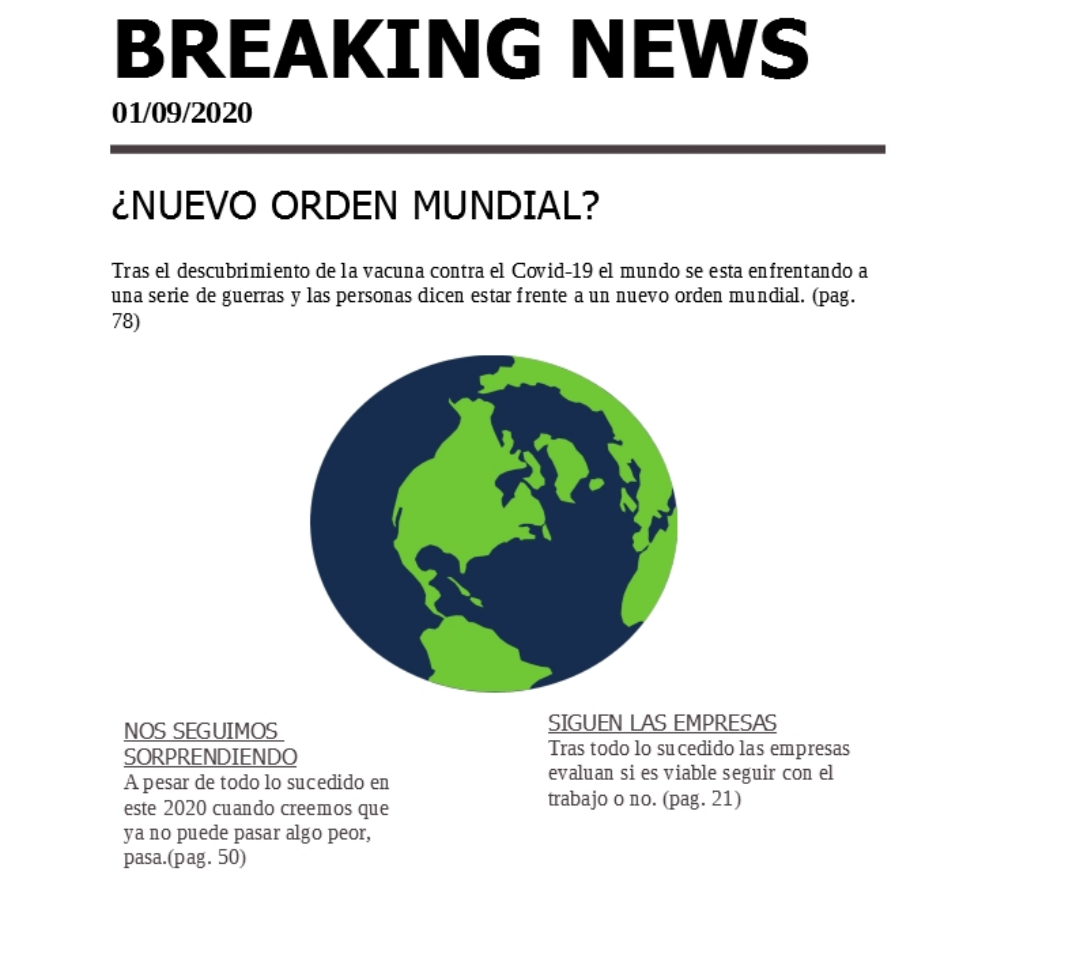 BREAKING NEWS
01/09/2020
¿NUEVO ORDEN MUNDIAL?
Tras el descubrimiento de la vacuna contra el Covid-19 el mundo se esta enfrentando a
una serie de guerras y las personas dicen estar frente a un nuevo orden mundial. (pag.
78)
NOS SEGUIMOS
SORPRENDIENDO
A pesar de todo lo sucedido en
este 2020 cuando creemos que
ya no puede pasar algo peor,
pasa.(pag. 50)
SIGUEN LAS EMPRESAS
Tras todo lo sucedido las empresas
evaluan si es viable seguir con el
trabajo o no. (pag. 21)